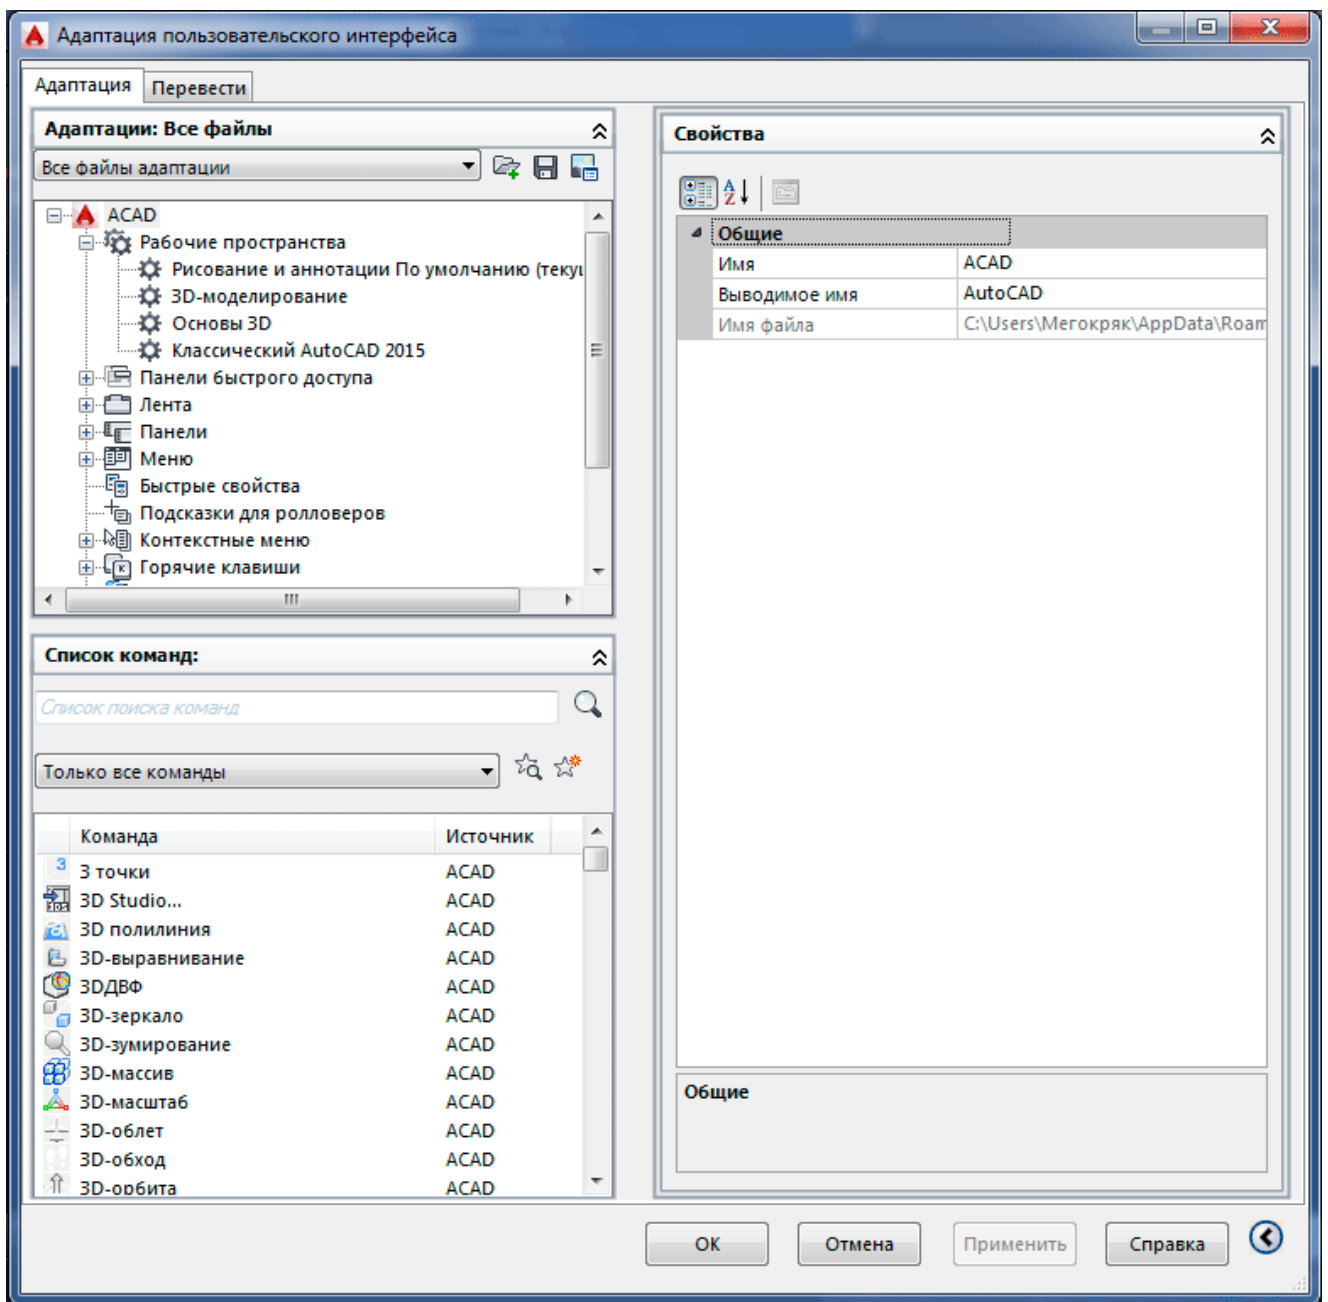 Адаптация пользовательского интерфейса
Адаптация Перевести
Адаптации: Все файлы
Все файлы адаптации
ACAD
Рабочие пространства
Рисование и аннотации По умолчанию (текущ
3D-моделирование
Основы 3D
Классический AutoCAD 2015
Панели быстрого доступа
Лента
Панели
Меню
Быстрые свойства
Подсказки для ролловеров
Контекстные меню
Горячие клавиши
Список команд:
Список поиска команд
Только все команды
Команда Источник
3 точки ACAD
3D Studio... ACAD
3D полилиния ACAD
3D-выравнивание ACAD
3DДВФ ACAD
3D-зеркало ACAD
3D-зумирование ACAD
3D-массив ACAD
3D-масштаб ACAD
3D-облет ACAD
3D-обход ACAD
3D-орбита ACAD
Свойства
Общие
Имя ACAD
Выводимое имя AutoCAD
Имя файла C:\Users\Мегокряк\AppData\Roam
Общие
ОК Отмена Применить Справка